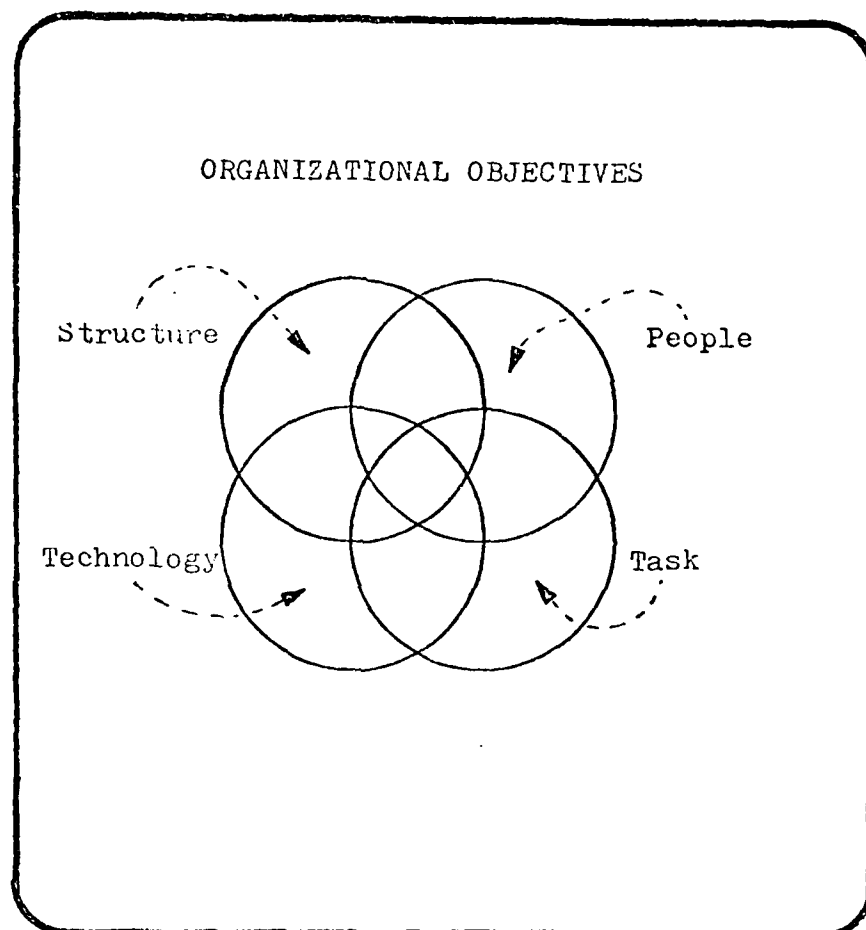 ORGANIZATIONAL OBJECTIVES
Structure
People
Technology
Task